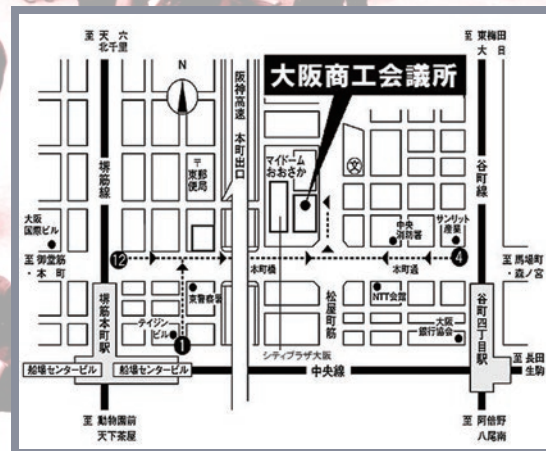 至 天 六
北千里
至 東梅田
大 日
N
阪神高速 本町出口
大阪商工会議所
堺筋線
谷町線
〒
東郵
便局
マイドーム
おおさか
文
大阪
国際ビル
中央
消防署
サンリット
産業
至 御堂筋
・本 町
12
本町橋
本町通
4
至 馬場町
・森ノ宮
東警察署
松屋町筋
NTT会館
堺筋本町駅
谷町四丁目駅
テイジン
ビル
1
大阪
銀行協会
シティプラザ大阪
船場センタービル
船場センタービル
中央線
至 長田
生駒
至 動物園前
天下茶屋
至 阿倍野
八尾南